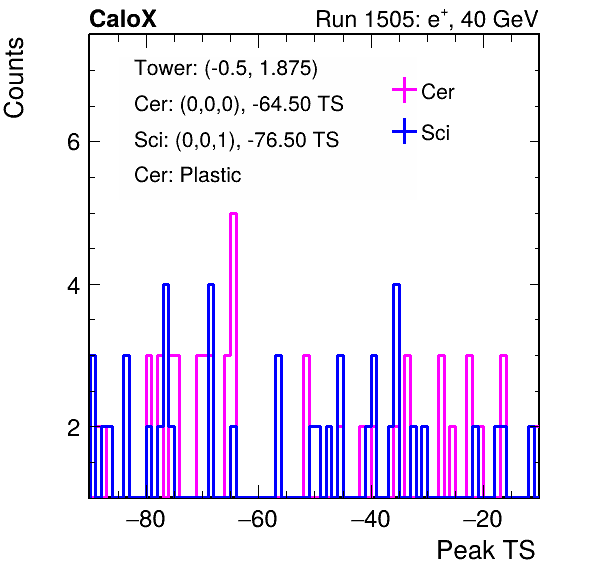 CaloX Run 1505: e⁺, 40 GeV
Counts
Tower: (-0.5, 1.875)
Cer: (0,0,0), -64.50 TS
Sci: (0,0,1), -76.50 TS
Cer: Plastic
Cer
Sci
6
4
2
−80 −60 −40 −20
Peak TS